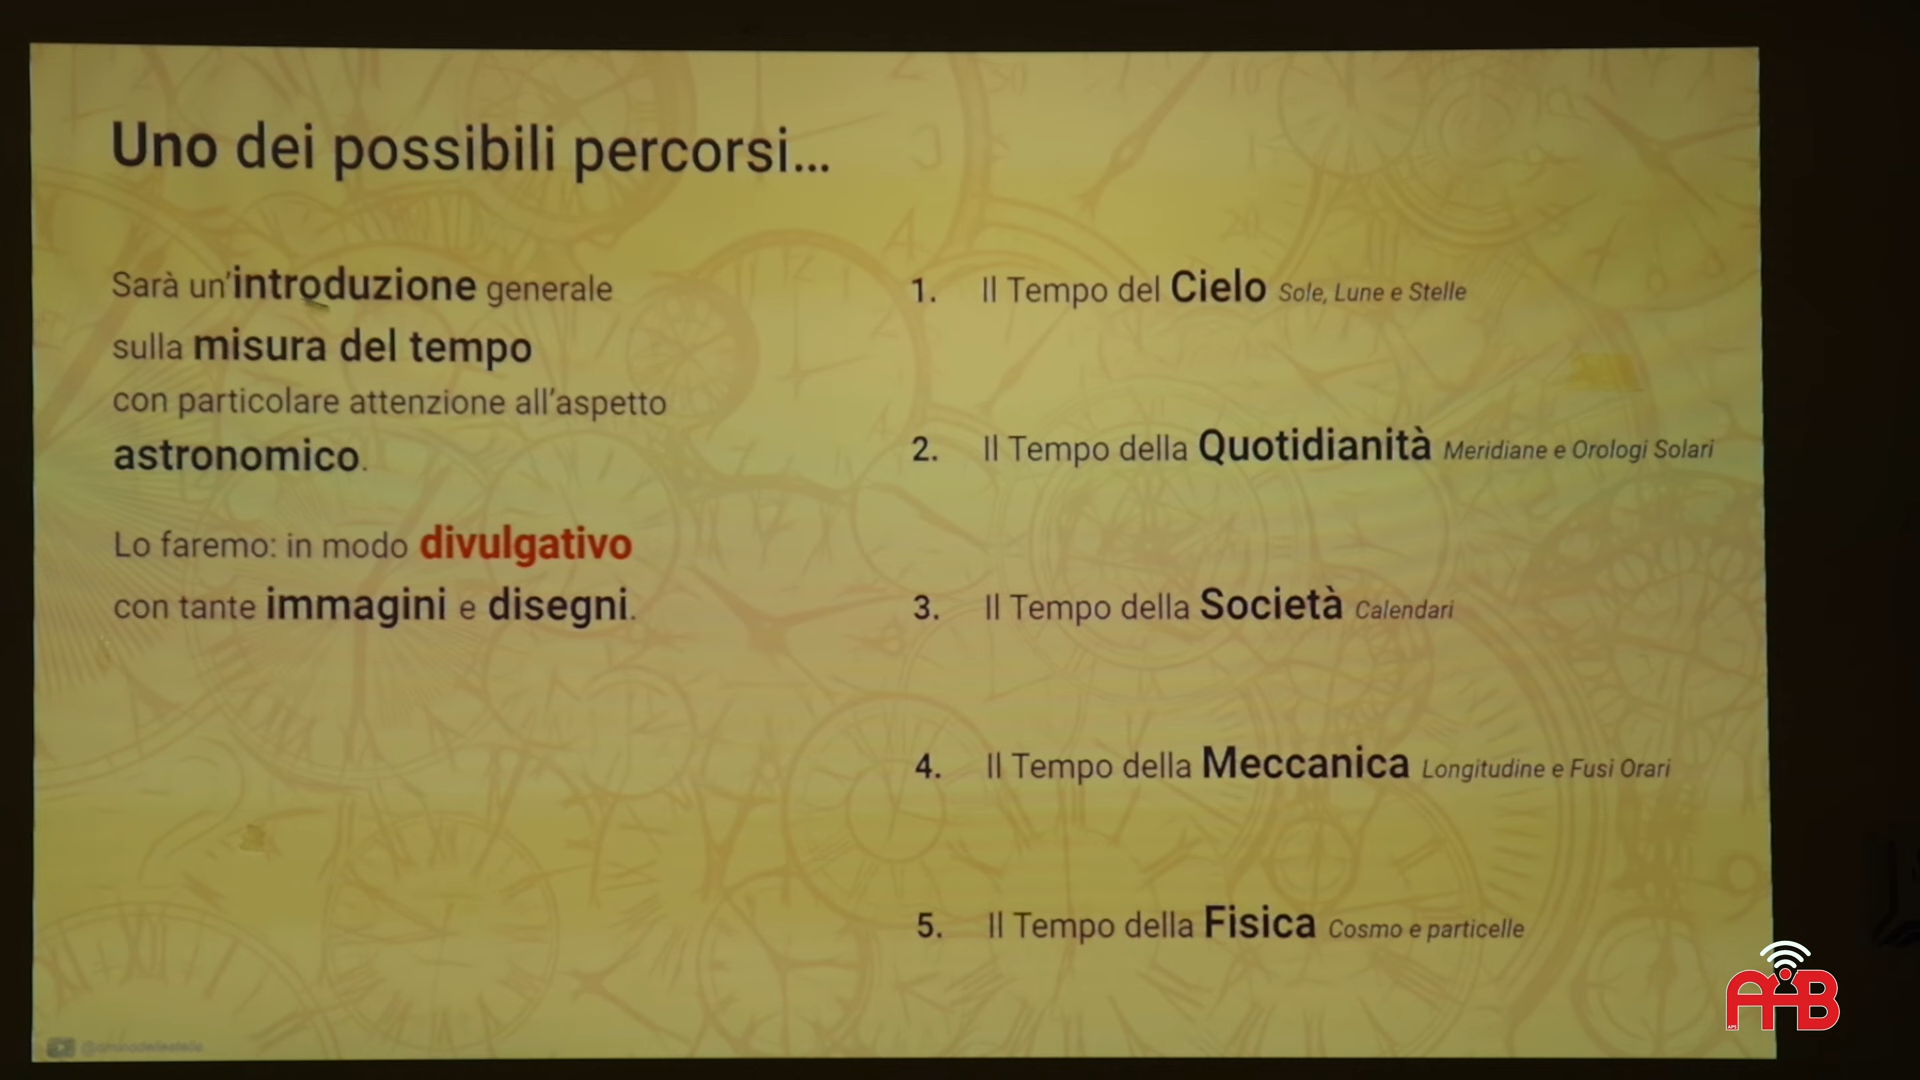 Uno dei possibili percorsi...
Sarà un'introduzione generale
sulla misura del tempo
con particolare attenzione all'aspetto
astronomico.
Lo faremo: in modo divulgativo
con tante immagini e disegni.
1. Il Tempo del Cielo Sole, Lune e Stelle
2. Il Tempo della Quotidianità Meridiane e Orologi Solari
3. Il Tempo della Società Calendari
4. Il Tempo della Meccanica Longitudine e Fusi Orari
5. Il Tempo della Fisica Cosmo e particelle
AAB
APS